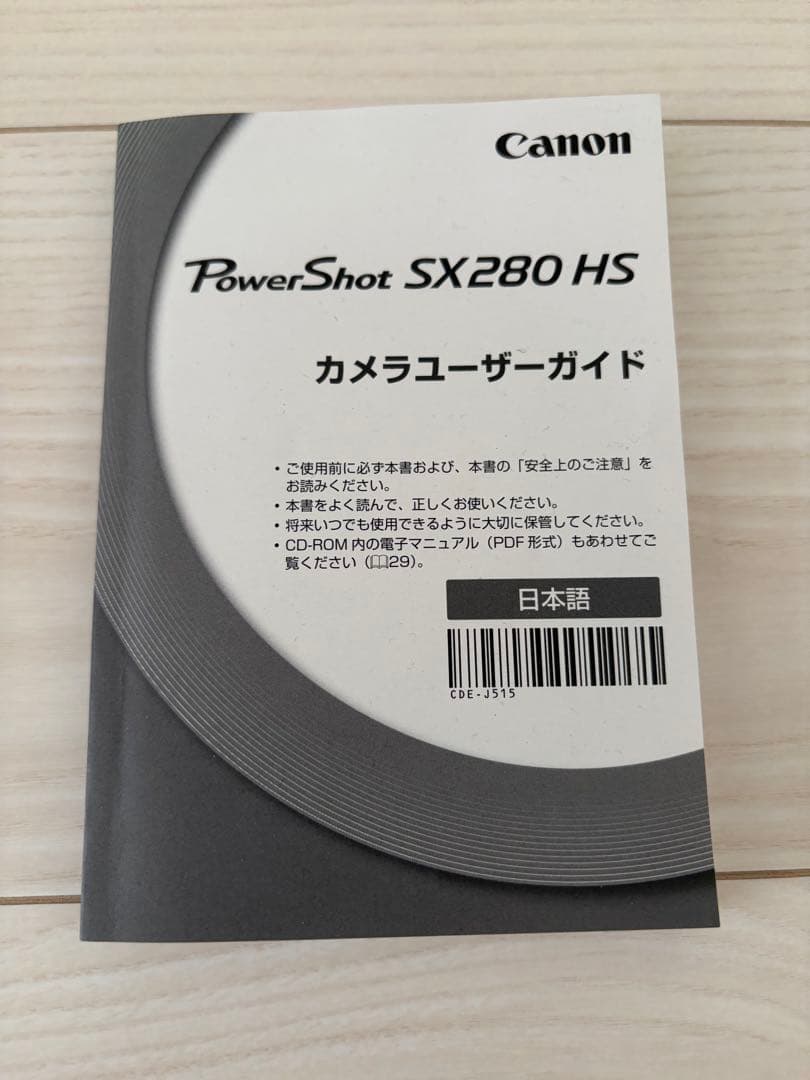 Canon
PowerShot SX280 HS
カメラユーザーガイド
・ご使用前に必ず本書および、本書の「安全上のご注意」を
お読みください。
・本書をよく読んで、正しくお使いください。
・将来いつでも使用できるように大切に保管してください。
・CD-ROM 内の電子マニュアル（PDF 形式）もあわせてご
覧ください（📖29）。
日本語
CDE-J515